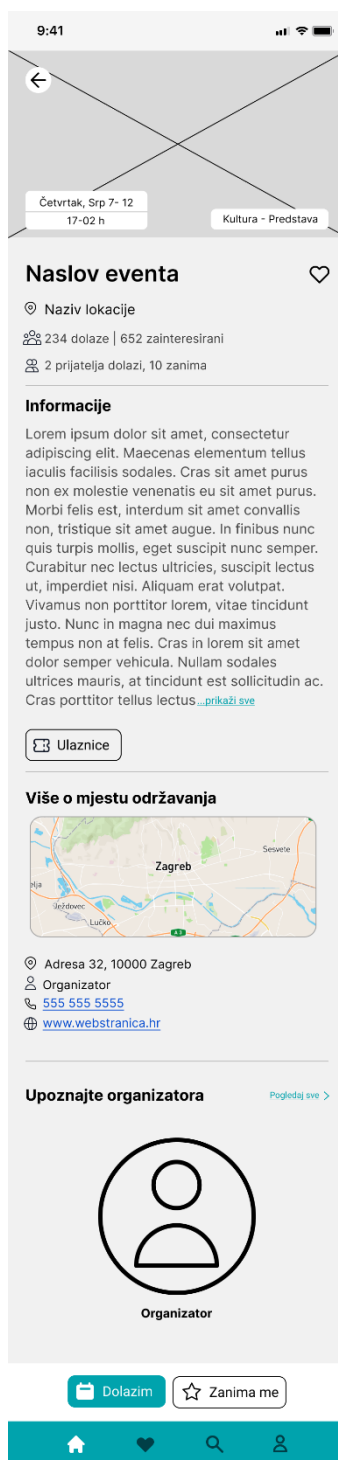 9:41
Četvrtak, Srp 7- 12
17-02 h
Kultura - Predstava
Naslov eventa
Naziv lokacije
234 dolaze | 652 zainteresirani
2 prijatelja dolazi, 10 zanima
Informacije
Lorem ipsum dolor sit amet, consectetur
adipiscing elit. Maecenas elementum tellus
iaculis facilisis sodales. Cras sit amet purus
non ex molestie venenatis eu sit amet purus.
Morbi felis est, interdum sit amet convallis
non, tristique sit amet augue. In finibus nunc
quis turpis mollis, eget suscipit nunc semper.
Curabitur nec lectus ultricies, suscipit lectus
ut, imperdiet nisi. Aliquam erat volutpat.
Vivamus non porttitor lorem, vitae tincidunt
justo. Nunc in magna nec dui maximus
tempus non at felis. Cras in lorem sit amet
dolor semper vehicula. Nullam sodales
ultrices mauris, at tincidunt est sollicitudin ac.
Cras porttitor tellus lectus...prikaži sve
Ulaznice
Više o mjestu održavanja
Sesvete
Zagreb
elja
Ježdovec
Lučko
A 3
Adresa 32, 10000 Zagreb
Organizator
555 555 5555
www.webstranica.hr
Upoznajte organizatora
Pogledaj sve
Organizator
Dolazim
Zanima me